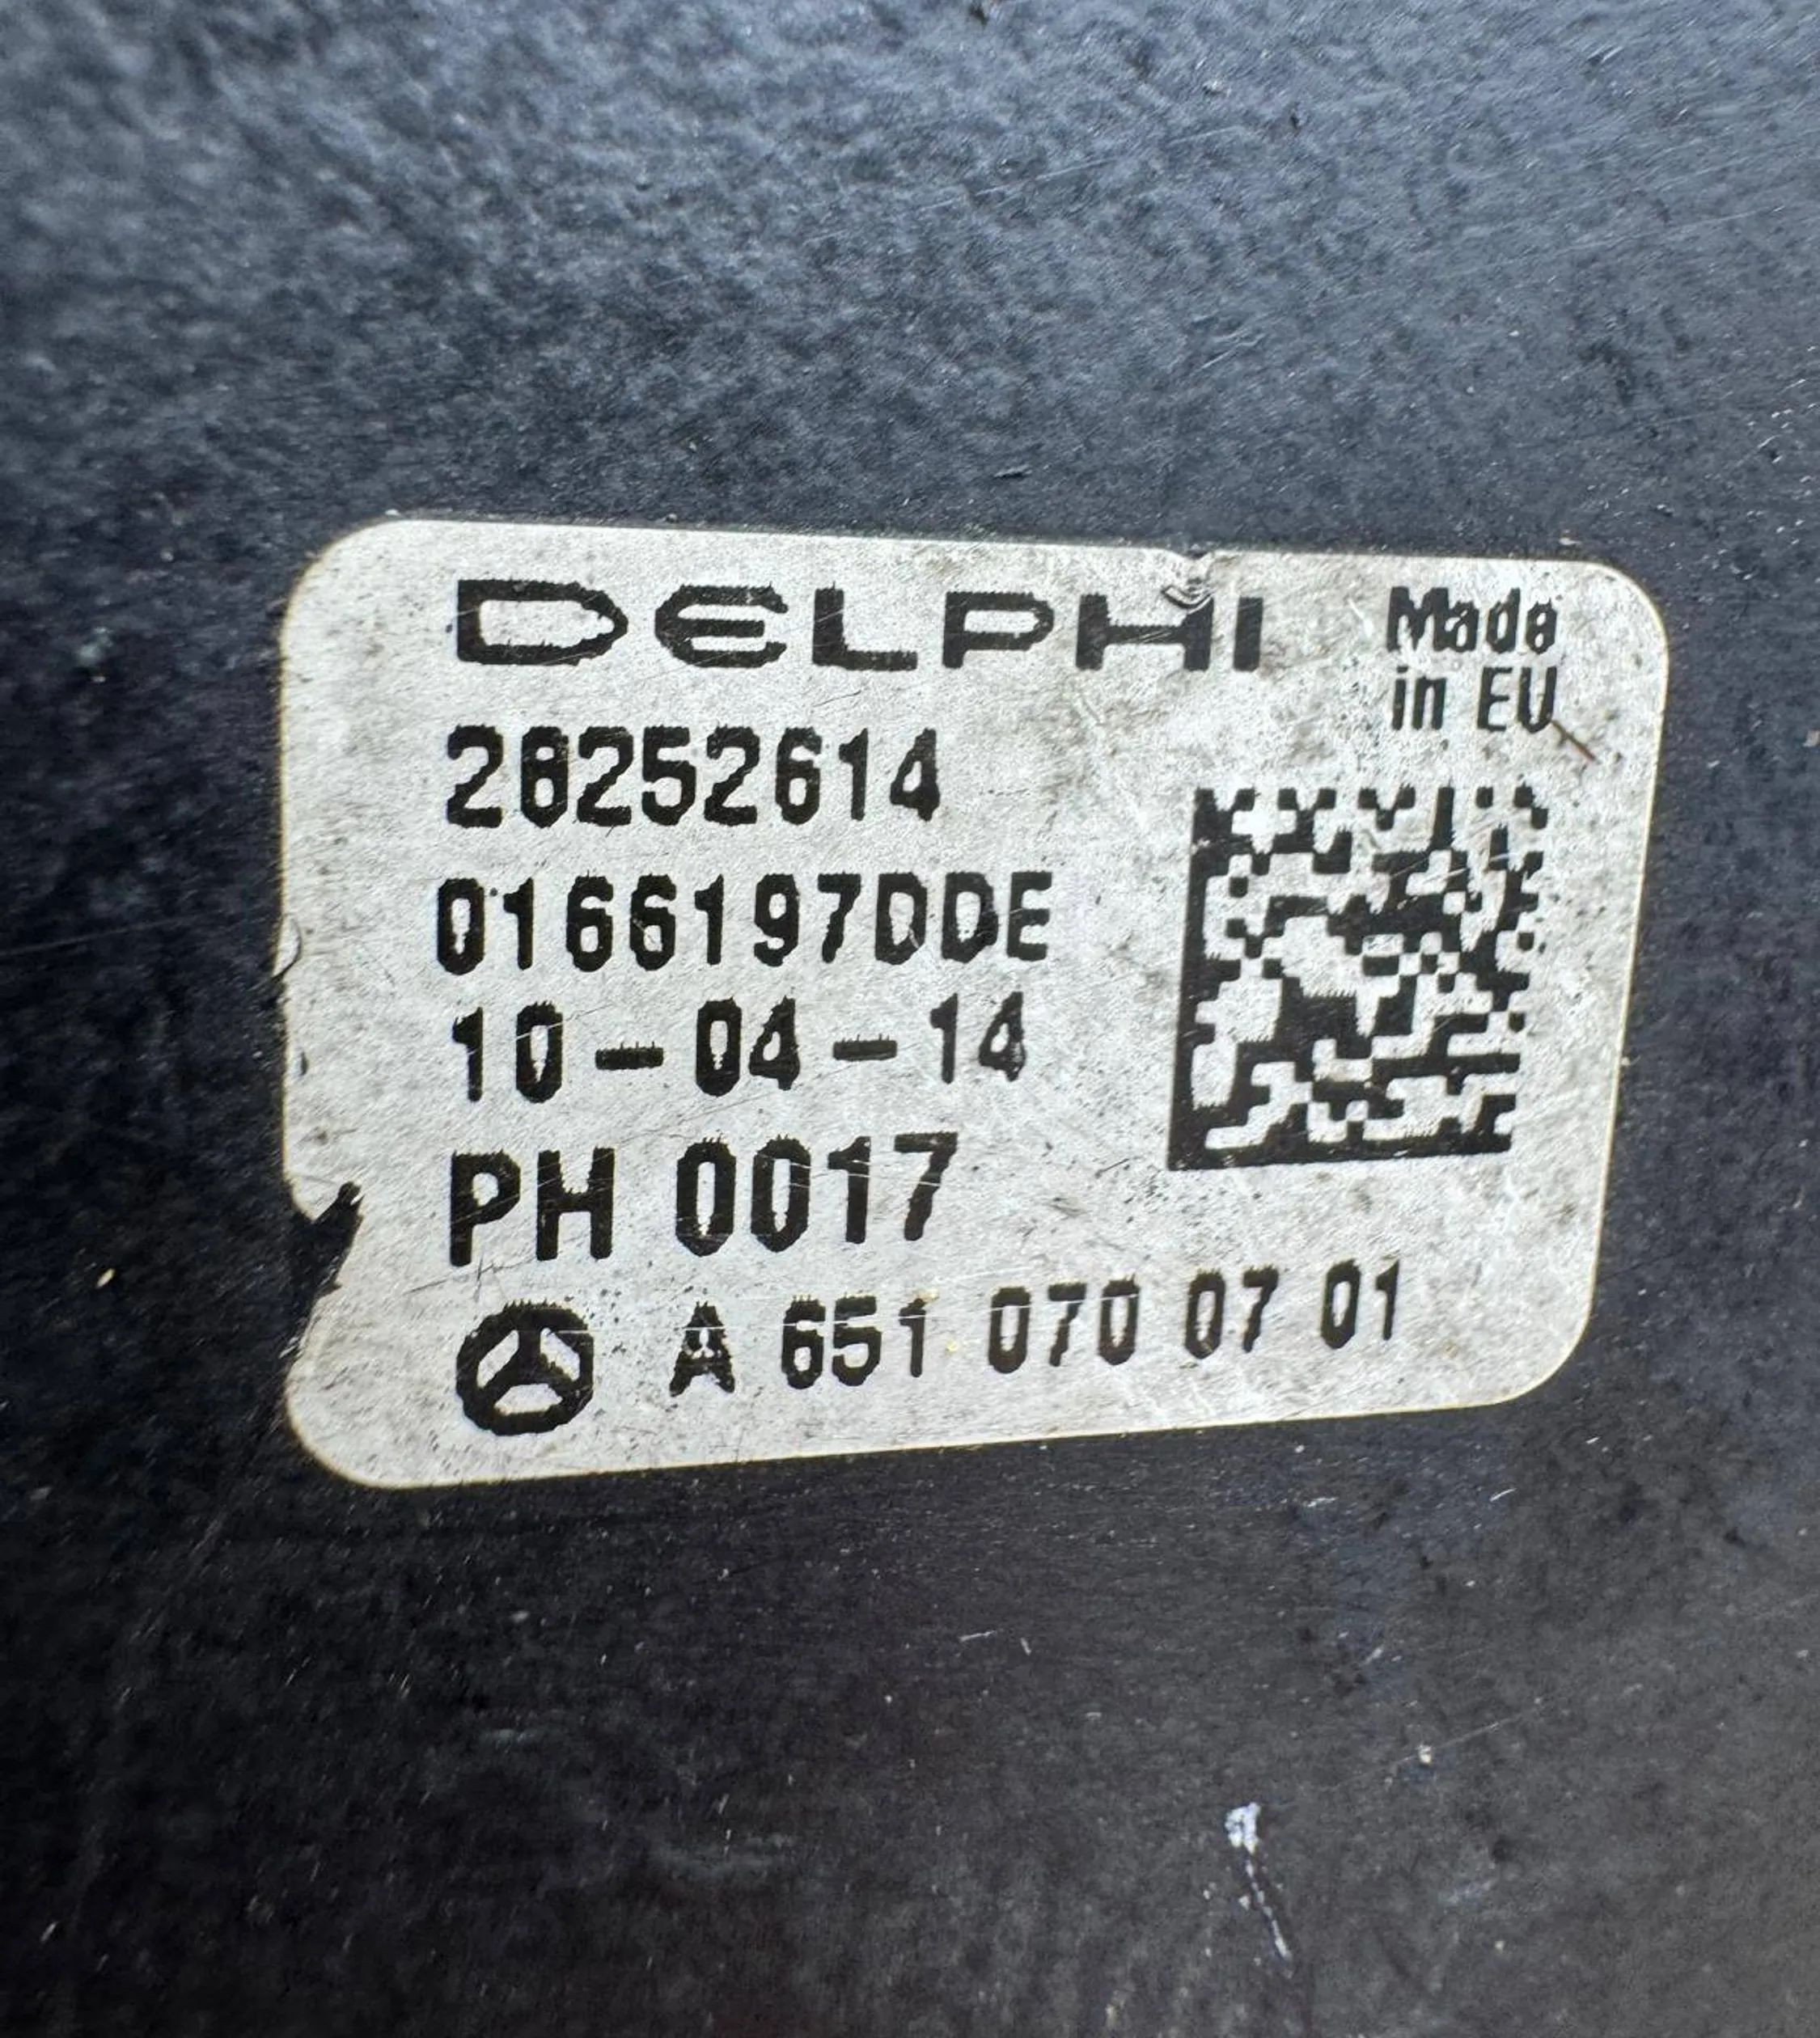 DELPHI
Made
in EU
28252614
0166197DDE
10-04-14
PH 0017
A 651 070 07 01